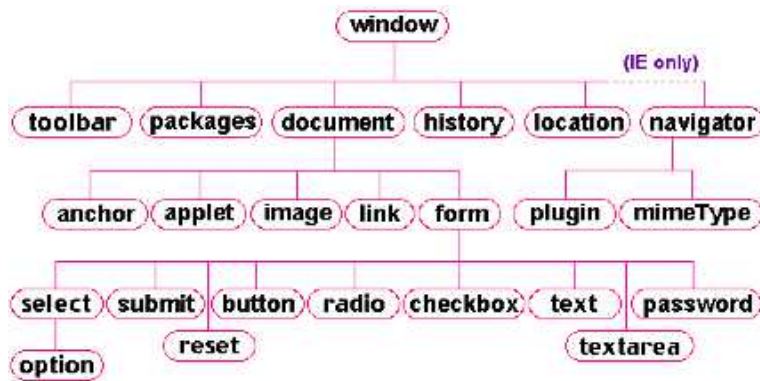 window
(IE only)
toolbar packages document history location navigator
anchor applet image link form plugin mimeType
select submit button radio checkbox text password
reset textarea
option